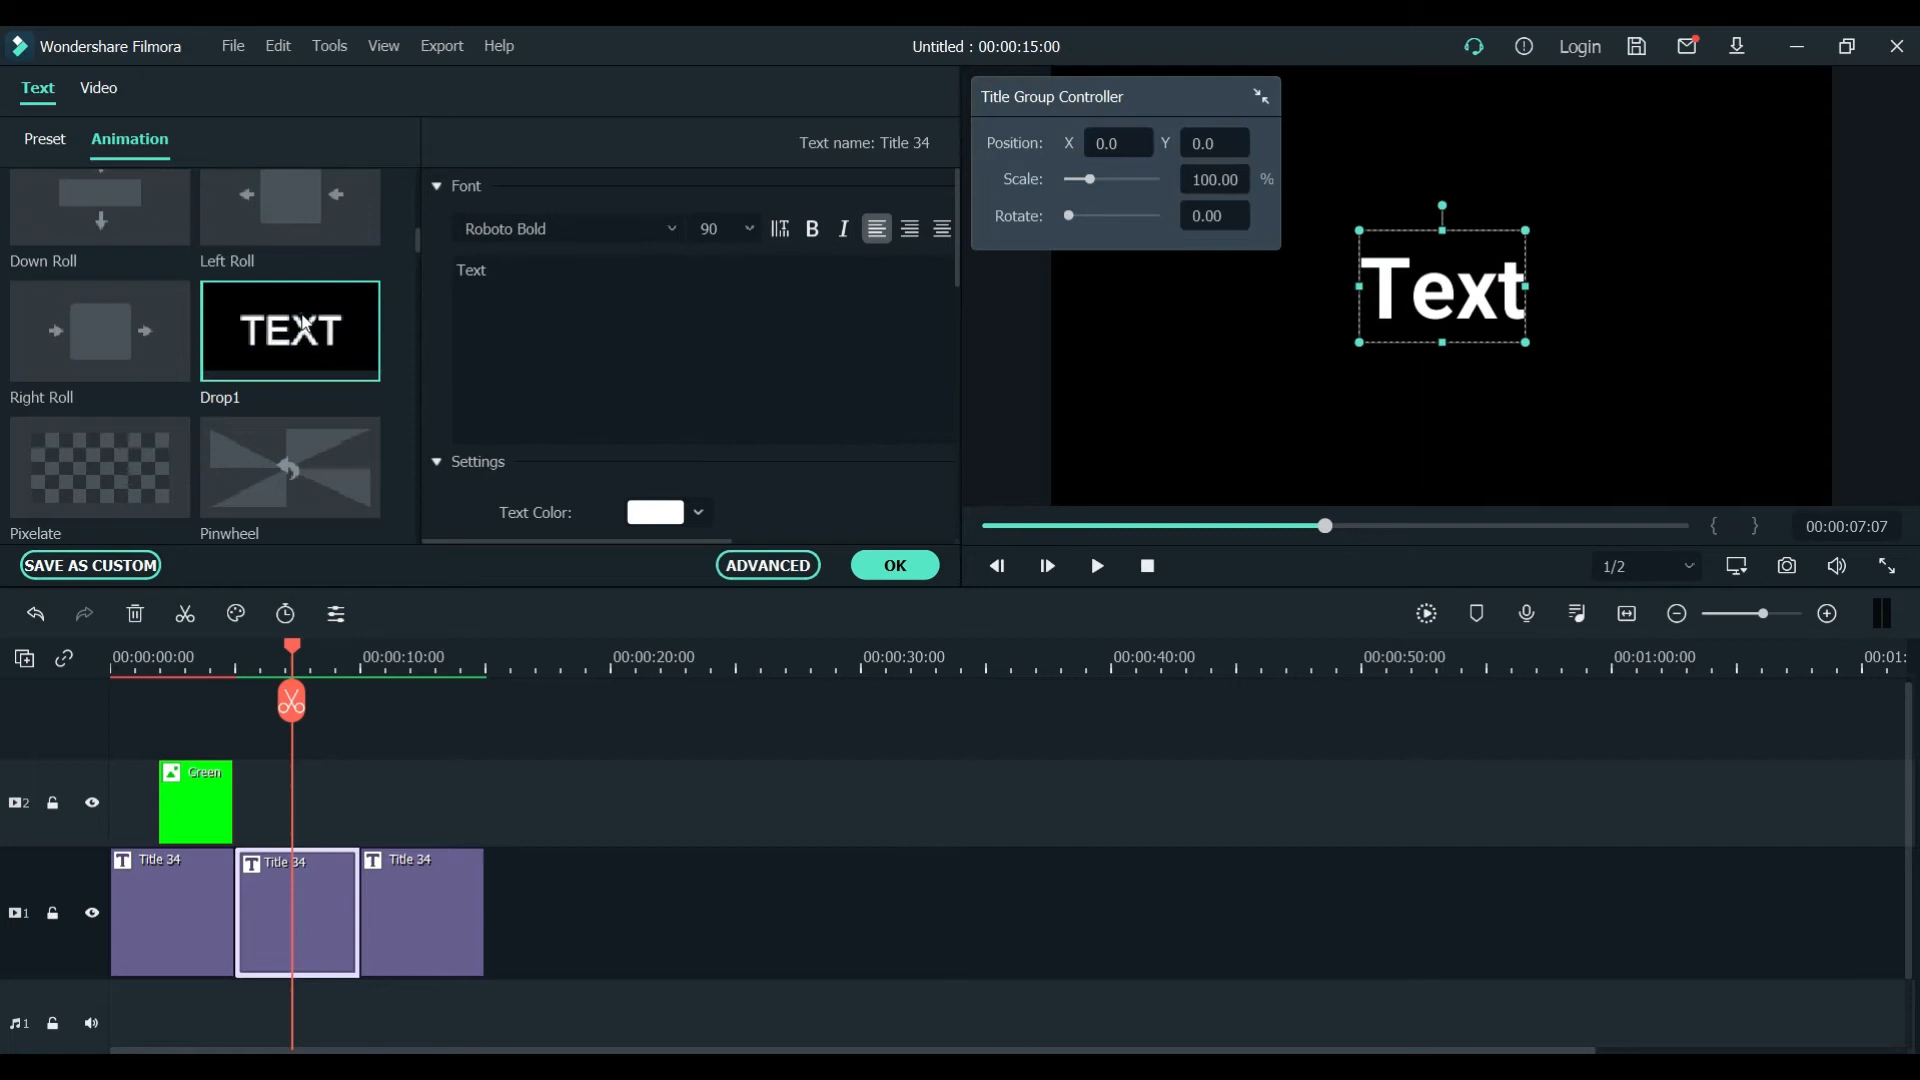 Wondershare Filmora File Edit Tools View Export Help Untitled : 00:00:15:00 Login
Text Video
Preset Animation Text name: Title 34
Down Roll Left Roll
TEXT
Right Roll Drop1
Pixelate Pinwheel
Font
Roboto Bold 90 B I
Text
Settings
Text Color:
SAVE AS CUSTOM ADVANCED OK
Title Group Controller
Position: X 0.0 Y 0.0
Scale: 100.00 %
Rotate: 0.00
Text
{ } 00:00:07:07
1/2
00:00:00:00 00:00:10:00 00:00:20:00 00:00:30:00 00:00:40:00 00:00:50:00 00:01:00:00 00:01:
2 Green
1 T Title 34 T Title 34 T Title 34
1